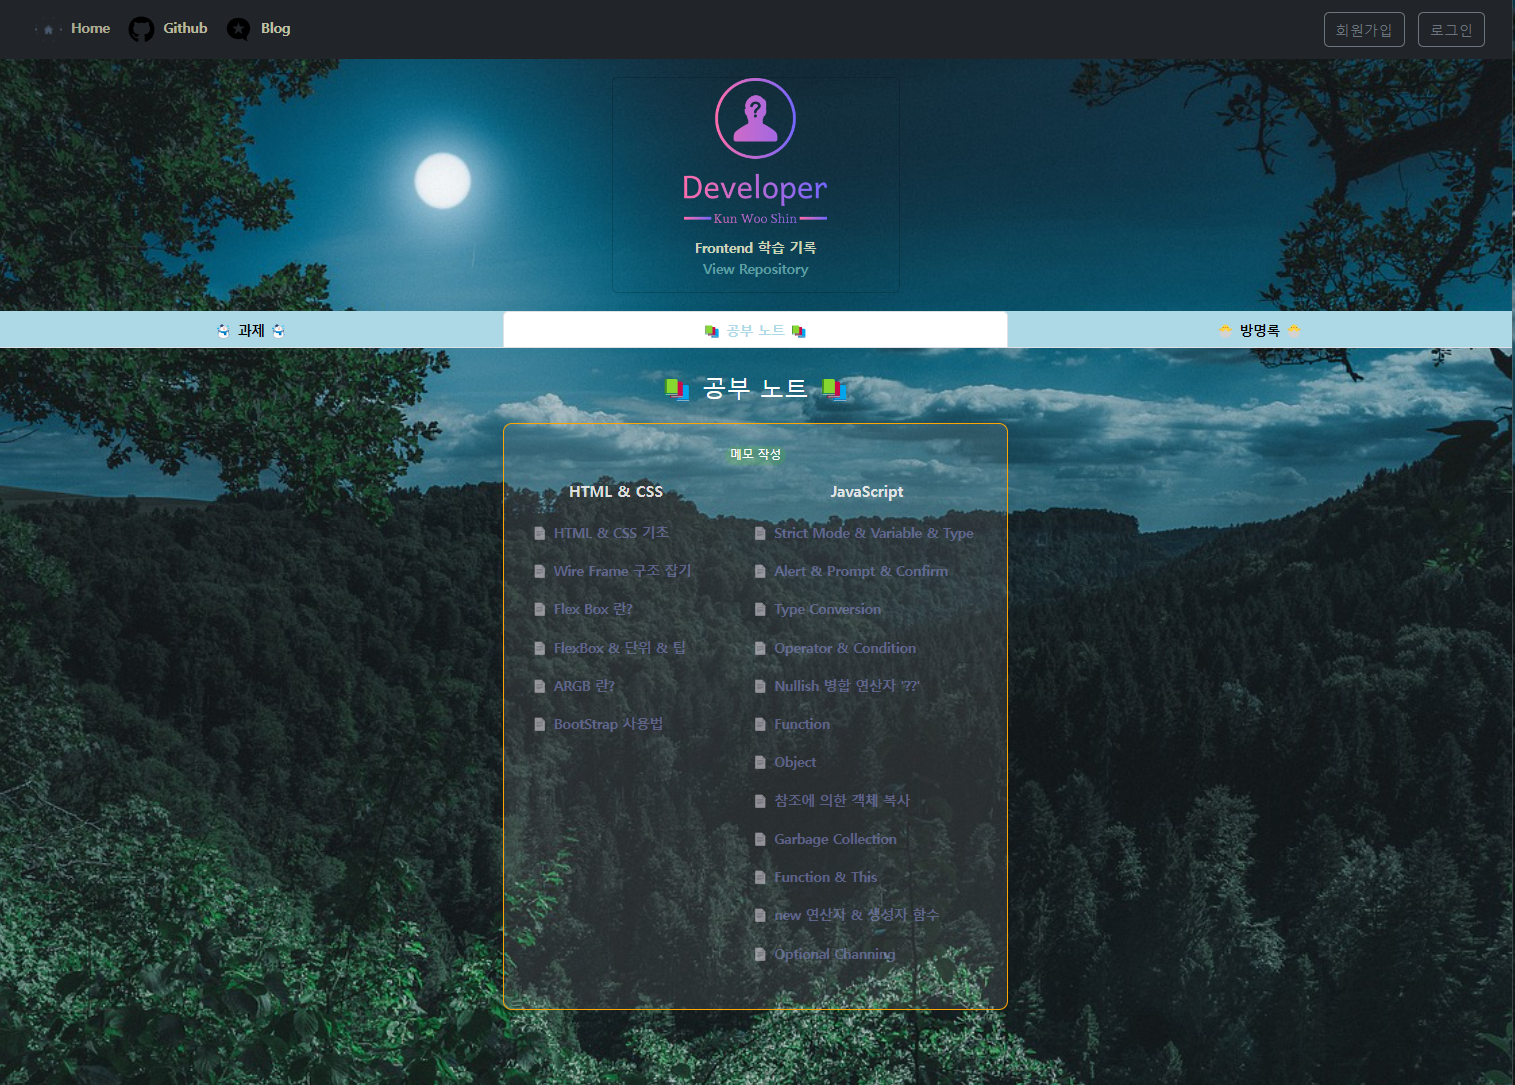 Home
Github
Blog
회원가입
로그인
?
Developer
Kun Woo Shin
Frontend 학습 기록
View Repository
과제
공부 노트
방명록
공부 노트
메모 작성
HTML & CSS
HTML & CSS 기초
Wire Frame 구조 잡기
Flex Box 란?
FlexBox & 단위 & 팁
ARGB 란?
BootStrap 사용법
JavaScript
Strict Mode & Variable & Type
Alert & Prompt & Confirm
Type Conversion
Operator & Condition
Nullish 병합 연산자 '??'
Function
Object
참조에 의한 객체 복사
Garbage Collection
Function & This
new 연산자 & 생성자 함수
Optional Channing